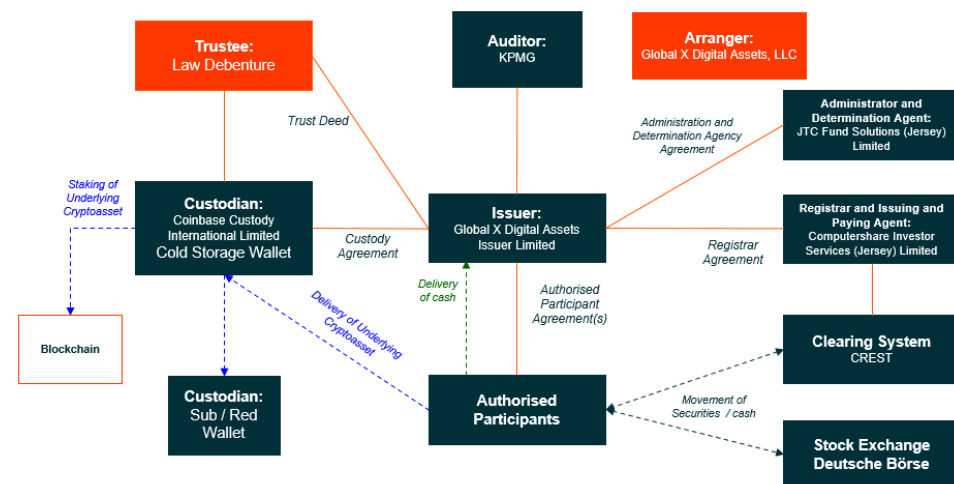 Trustee:
Law Debenture
Auditor:
KPMG
Arranger:
Global X Digital Assets, LLC
Trust Deed
Administration and
Determination Agency
Agreement
Administrator and
Determination Agent:
JTC Fund Solutions (Jersey)
Limited
Staking of
Underlying
Cryptoasset
Custodian:
Coinbase Custody
International Limited
Cold Storage Wallet
Custody
Agreement
Issuer:
Global X Digital Assets
Issuer Limited
Registrar
Agreement
Registrar and Issuing and
Paying Agent:
Computershare Investor
Services (Jersey) Limited
Delivery
of cash
Authorised
Participant
Agreement(s)
Delivery of Underlying
Cryptoasset
Blockchain
Clearing System
CREST
Custodian:
Sub / Red
Wallet
Authorised
Participants
Movement of
Securities / cash
Stock Exchange
Deutsche Börse